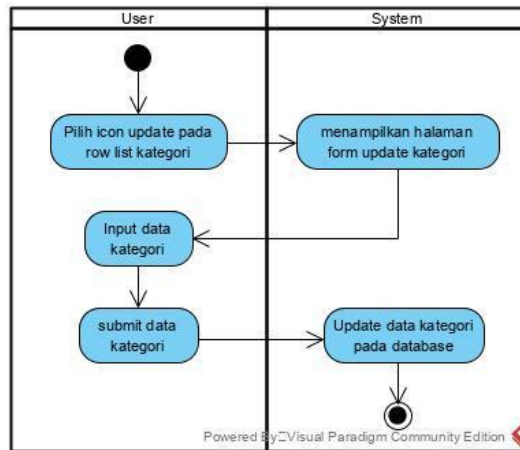 User
System
Pilih icon update pada
row list kategori
menampilkan halaman
form update kategori
Input data
kategori
submit data
kategori
Update data kategori
pada database
Powered By Visual Paradigm Community Edition